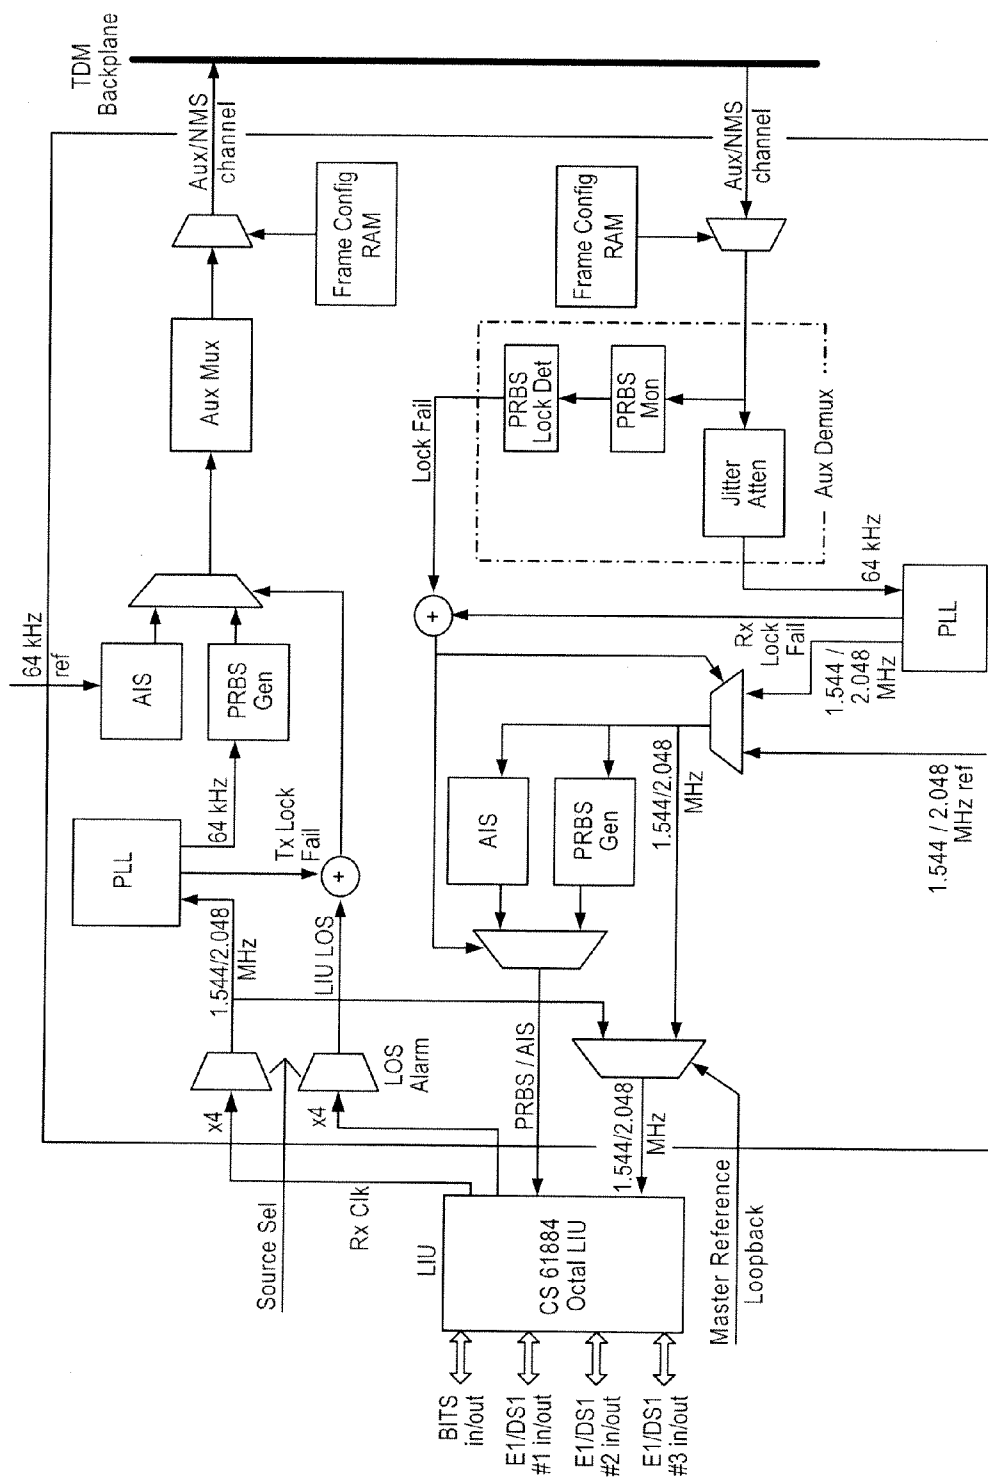 BITS
in/out
E1/DS1
#1 in/out
E1/DS1
#2 in/out
E1/DS1
#3 in/out
LIU
CS 61884
Octal LIU
Source Sel
Rx Clk
Master Reference
Loopback
x4
x4
LOS
Alarm
1.544/2.048
MHz
LIU LOS
PLL
Tx Lock
Fail
+
64 kHz
64 kHz
ref
AIS
PRBS
Gen
Aux Mux
Frame Config
RAM
Aux/NMS
channel
TDM
Backplane
Aux/NMS
channel
Frame Config
RAM
PRBS
Lock Det
PRBS
Mon
Jitter
Atten
Aux Demux
Lock Fail
+
64 kHz
PLL
Rx
Lock
Fail
1.544 /
2.048
MHz
1.544 / 2.048
MHz ref
AIS
PRBS
Gen
1.544/2.048
MHz
PRBS / AIS
1.544/2.048
MHz